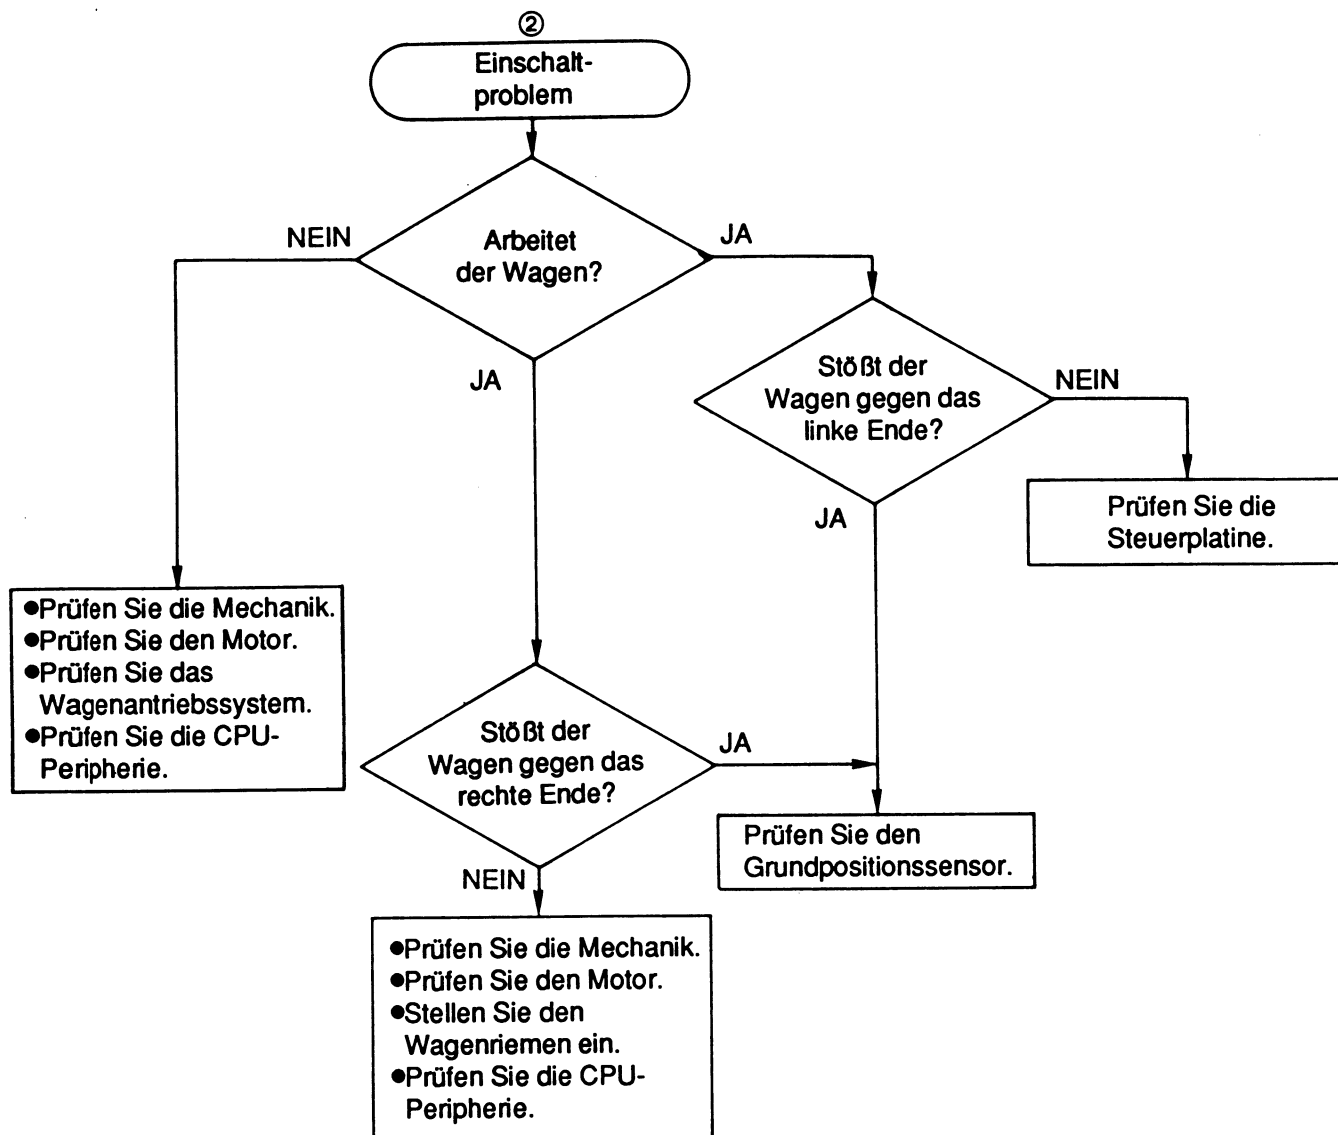 ②
Einschalt-
problem
NEIN
Arbeitet
der Wagen?
JA
JA
Stößt der
Wagen gegen das
linke Ende?
NEIN
JA
Prüfen Sie die
Steuerplatine.
●Prüfen Sie die Mechanik.
●Prüfen Sie den Motor.
●Prüfen Sie das
Wagenantriebssystem.
●Prüfen Sie die CPU-
Peripherie.
Stößt der
Wagen gegen das
rechte Ende?
JA
NEIN
Prüfen Sie den
Grundpositionssensor.
●Prüfen Sie die Mechanik.
●Prüfen Sie den Motor.
●Stellen Sie den
Wagenriemen ein.
●Prüfen Sie die CPU-
Peripherie.